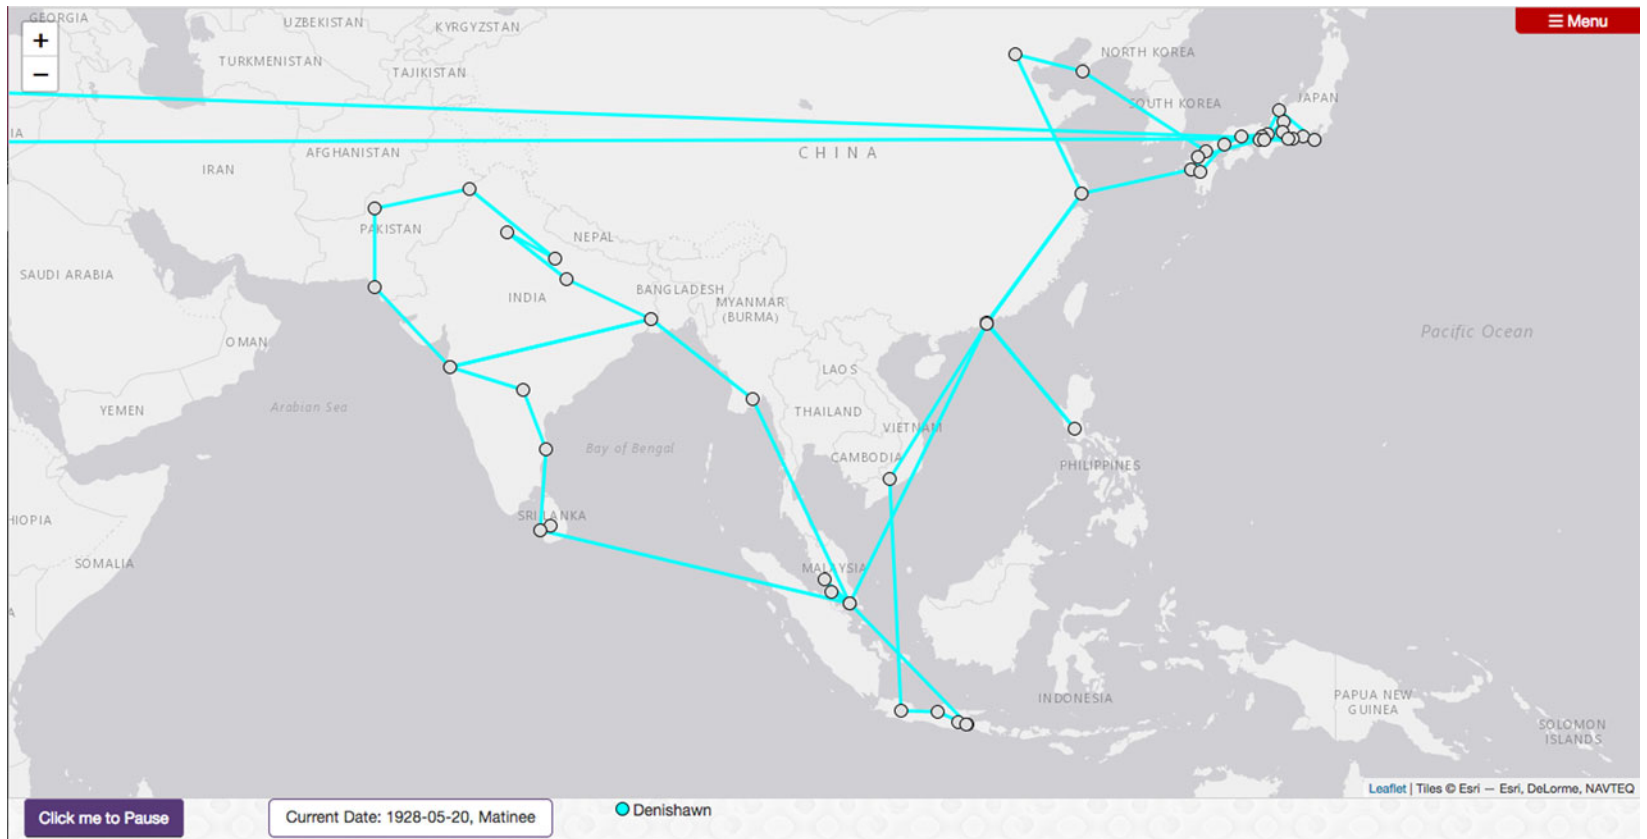 GEORGIA
UZBEKISTAN
KYRGYZSTAN
☰ Menu
+
−
TURKMENISTAN
TAJIKISTAN
NORTH KOREA
JAPAN
SOUTH KOREA
IA
AFGHANISTAN
CHINA
IRAN
PAKISTAN
NEPAL
SAUDI ARABIA
INDIA
BANGLADESH
MYANMAR
(BURMA)
OMAN
Pacific Ocean
LAOS
YEMEN
Arabian Sea
THAILAND
VIETNAM
Bay of Bengal
CAMBODIA
PHILIPPINES
HIOPIA
SRI LANKA
SOMALIA
MALAYSIA
A
INDONESIA
PAPUA NEW
GUINEA
SOLOMON
ISLANDS
Leaflet | Tiles © Esri — Esri, DeLorme, NAVTEQ
Click me to Pause
Current Date: 1928-05-20, Matinee
Denishawn